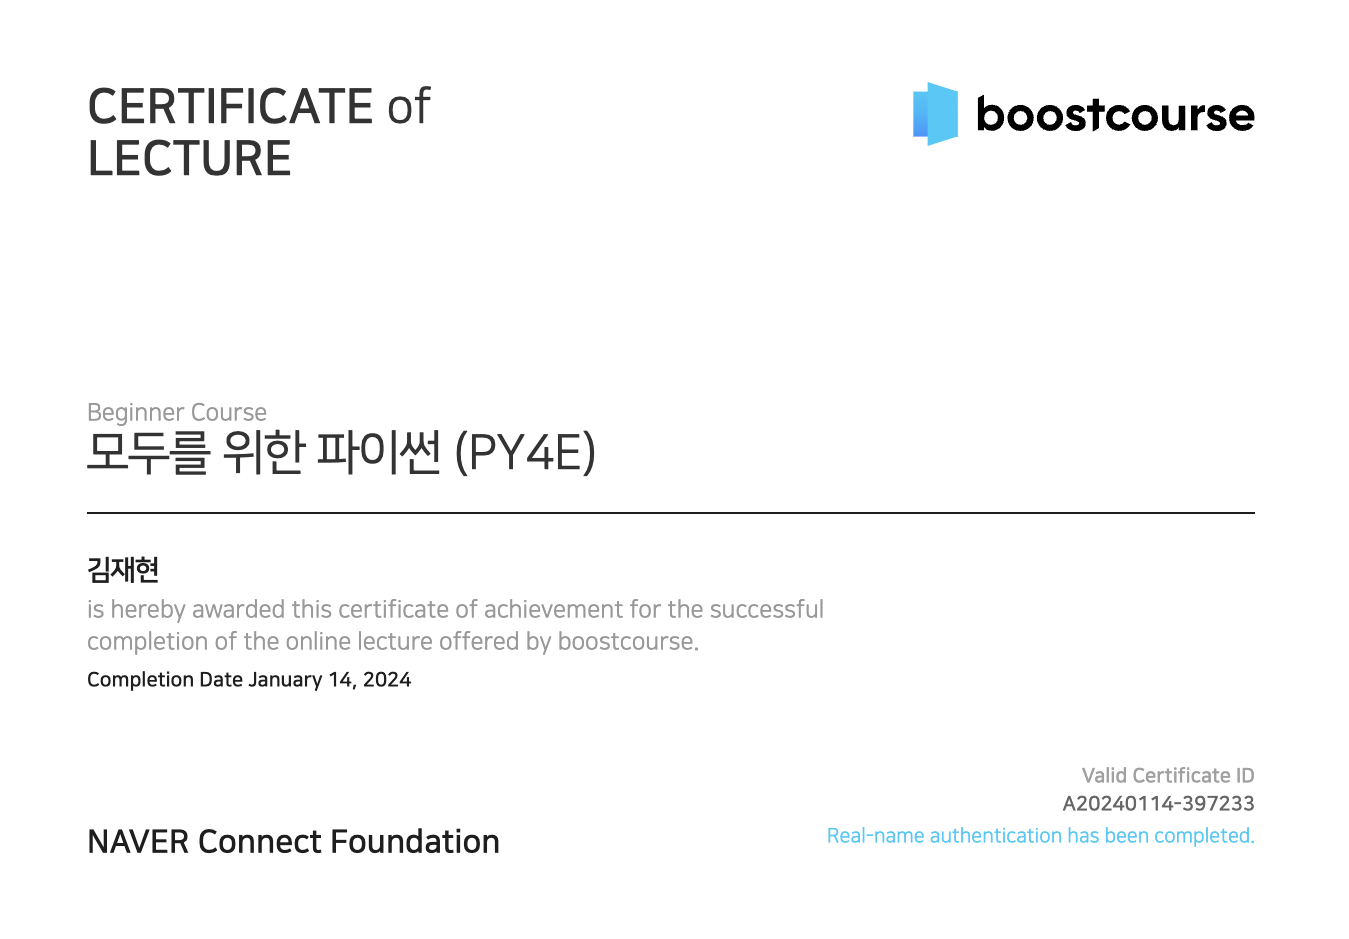 CERTIFICATE of
LECTURE
boostcourse
Beginner Course
모두를 위한 파이썬 (PY4E)
김재현
is hereby awarded this certificate of achievement for the successful
completion of the online lecture offered by boostcourse.
Completion Date January 14, 2024
Valid Certificate ID
A20240114-397233
Real-name authentication has been completed.
NAVER Connect Foundation